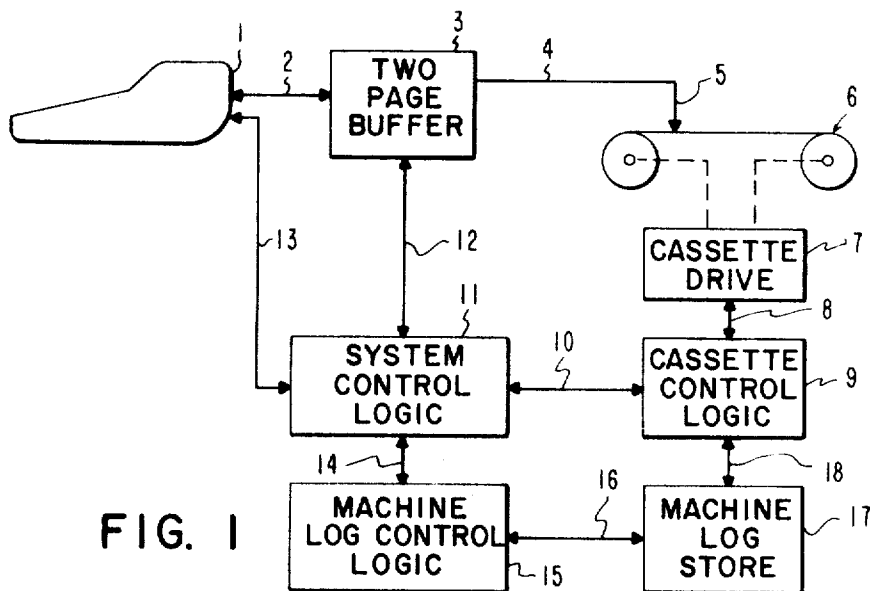 1
2
3
4
5
6
TWO
PAGE
BUFFER
13
12
CASSETTE
DRIVE
7
8
11
SYSTEM
CONTROL
LOGIC
10
CASSETTE
CONTROL
LOGIC
9
14
16
18
FIG. 1
MACHINE
LOG CONTROL
LOGIC
15
MACHINE
LOG
STORE
17